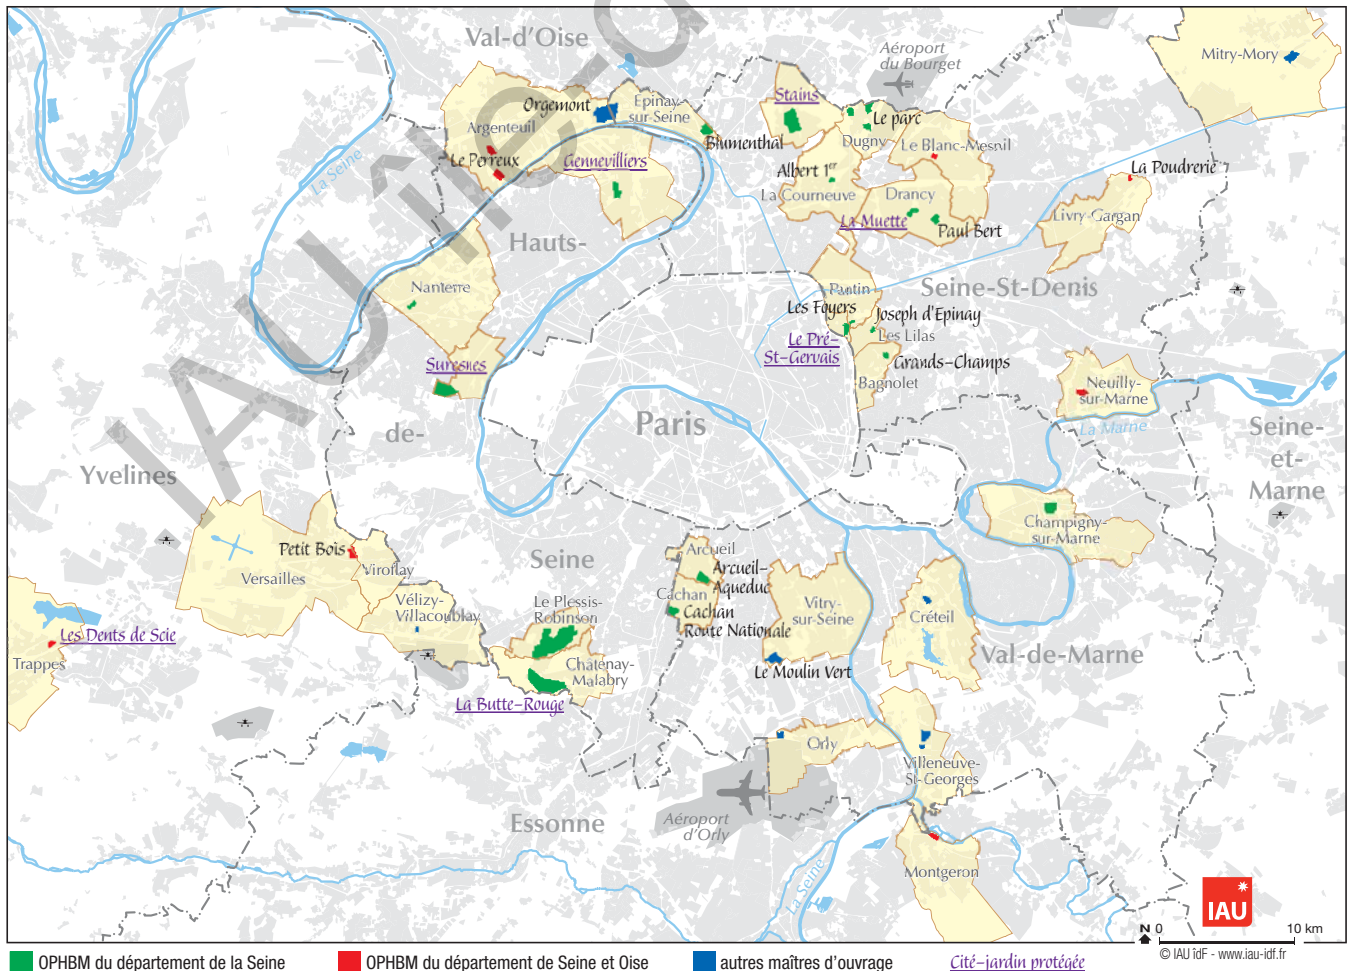 Val-d'Oise
Aéroport
du Bourget
Mitry-Mory
Stains
Orgemont
Epinay-
sur-Seine
Argenteuil
Le parc
Blumenthal
Dugny
Le Blanc-Mesnil
Le Perreux
Gennevilliers
La Seine
Albert 1er
La Poudrerie
La Courneuve
Drancy
Livry-Gargan
La Muette
Paul Bert
Hauts-
Nanterre
Pantin
Seine-St-Denis
Les Foyers
Joseph d'Epinay
Le Pré-
St-Gervais
Les Lilas
Grands-Champs
Suresnes
Bagnolet
Neuilly-
sur-Marne
Paris
La Marne
de-
Seine-
et-
Marne
Yvelines
Champigny-
sur-Marne
Petit Bois
Viroflay
Versailles
Seine
Arcueil
Arcueil-
Aqueduc
Cachan
Cachan
Route Nationale
Vélizy-
Villacoublay
Le Plessis-
Robinson
Vitry-
sur-Seine
Créteil
Les Dents de Scie
Trappes
Châtenay-
Malabry
Le Moulin Vert
Val-de-Marne
La Butte-Rouge
Orly
Villeneuve-
St-Georges
Essonne
Aéroport
d'Orly
La Seine
Montgeron
IAU
N 0 10 km
© IAU îdF - www.iau-idf.fr
OPHBM du département de la Seine
OPHBM du département de Seine et Oise
autres maîtres d'ouvrage
Cité-jardin protégée